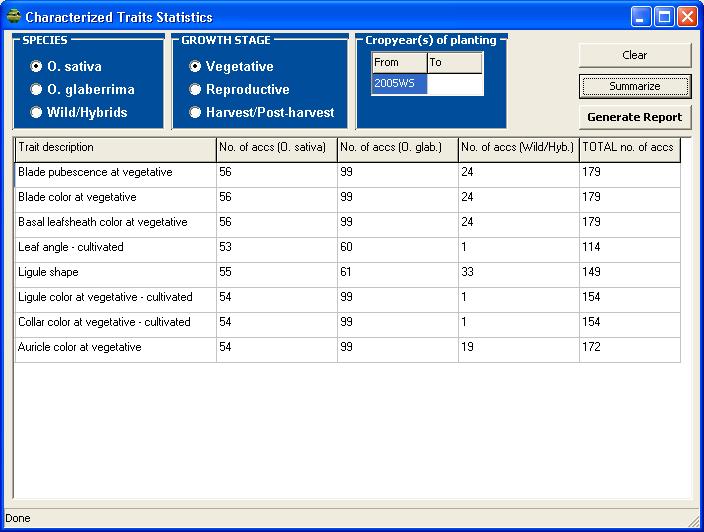 Characterized Traits Statistics
SPECIES
O. sativa
O. glaberrima
Wild/Hybrids
GROWTH STAGE
Vegetative
Reproductive
Harvest/Post-harvest
Cropyear(s) of planting
From To
2005WS
Clear
Summarize
Generate Report
Trait description No. of accs (O. sativa) No. of accs (O. glab.) No. of accs (Wild/Hyb.) TOTAL no. of accs
Blade pubescence at vegetative 56 99 24 179
Blade color at vegetative 56 99 24 179
Basal leafsheath color at vegetative 56 99 24 179
Leaf angle - cultivated 53 60 1 114
Ligule shape 55 61 33 149
Ligule color at vegetative - cultivated 54 99 1 154
Collar color at vegetative - cultivated 54 99 1 154
Auricle color at vegetative 54 99 19 172
Done